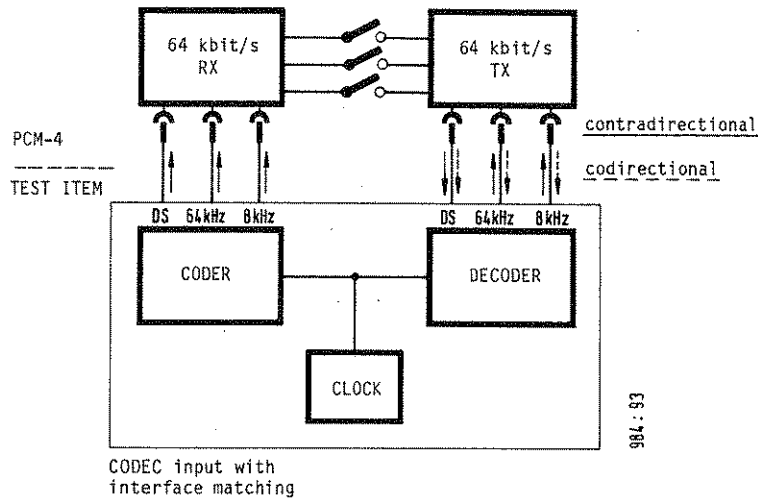 64 kbit/s
RX
64 kbit/s
TX
PCM-4
TEST ITEM
contradirectional
codirectional
DS 64kHz 8kHz
DS 64kHz 8kHz
CODER
DECODER
CLOCK
984:93
CODEC input with
interface matching